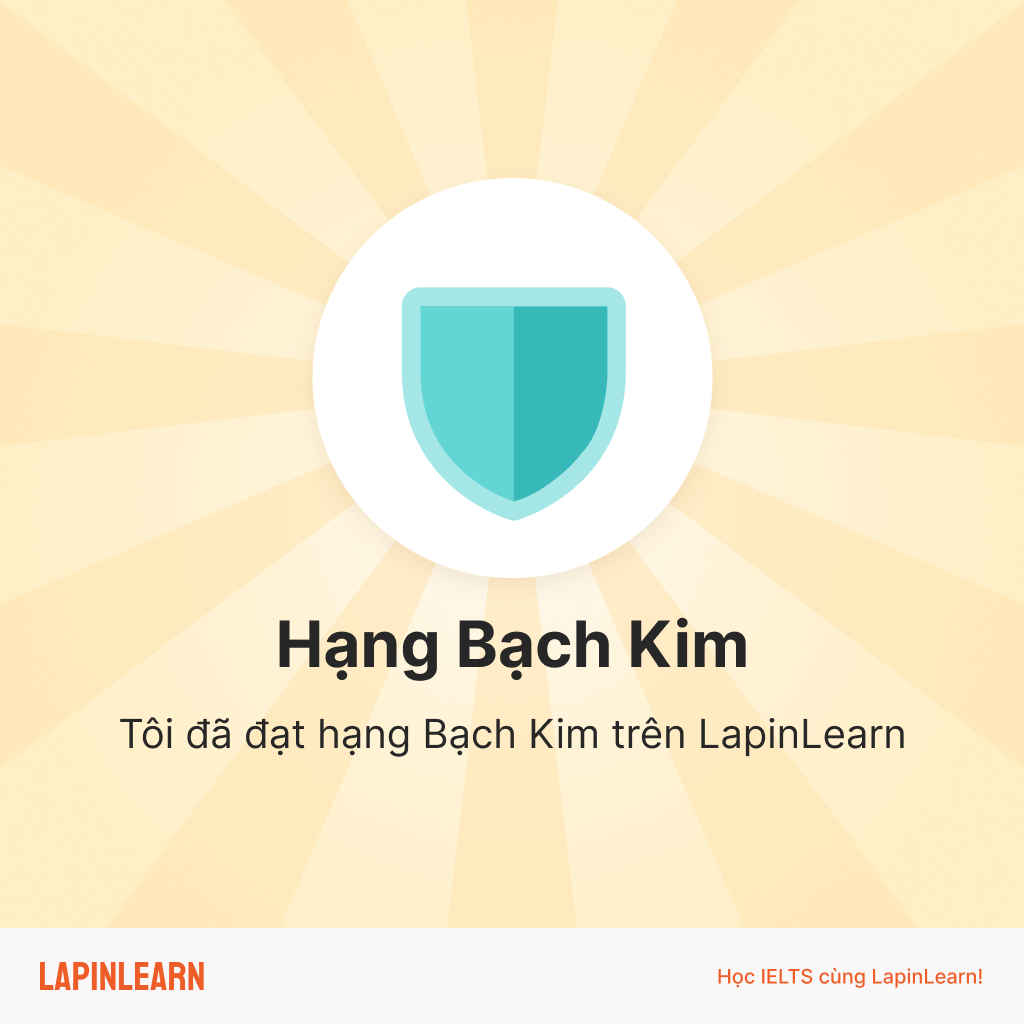 Hạng Bạch Kim
Tôi đã đạt hạng Bạch Kim trên LapinLearn
LAPINLEARN
Học IELTS cùng LapinLearn!